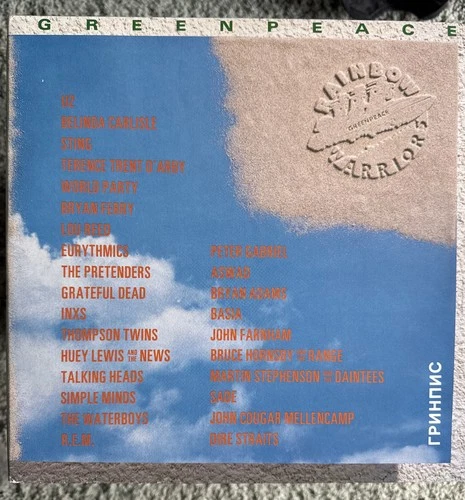 GREENPEACE
RAINBOW
GREENPEACE
WARRIORS
U2
BELINDA CARLISLE
STING
TERENCE TRENT D'ARBY
WORLD PARTY
BRYAN FERRY
LOU REED
EURYTHMICS
THE PRETENDERS
GRATEFUL DEAD
INXS
THOMPSON TWINS
HUEY LEWIS AND THE NEWS
TALKING HEADS
SIMPLE MINDS
THE WATERBOYS
R.E.M.
PETER GABRIEL
BRYAN ADAMS
BASIA
JOHN FARNHAM
BRUCE HORNSBY THE RANGE
MARTIN STEPHENSON DAINTEES
SADE
JOHN COUGAR MELLENCAMP
DIRE STRAITS
ГРИНПИС